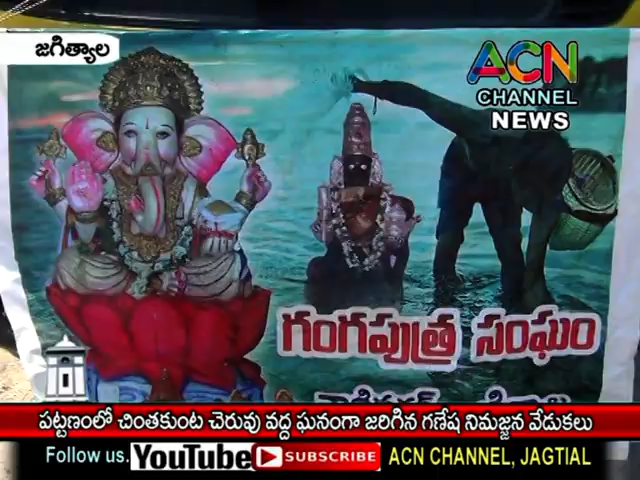 జగిత్యాల
ACN
CHANNEL
NEWS
గంగపుత్ర సంఘం
పట్టణంలో చింతకుంట చెరువు వద్ద ఘనంగా జరిగిన గణేష నిమజ్జన వేడుకలు
Follow us. YouTube SUBSCRIBE ACN CHANNEL, JAGTIAL